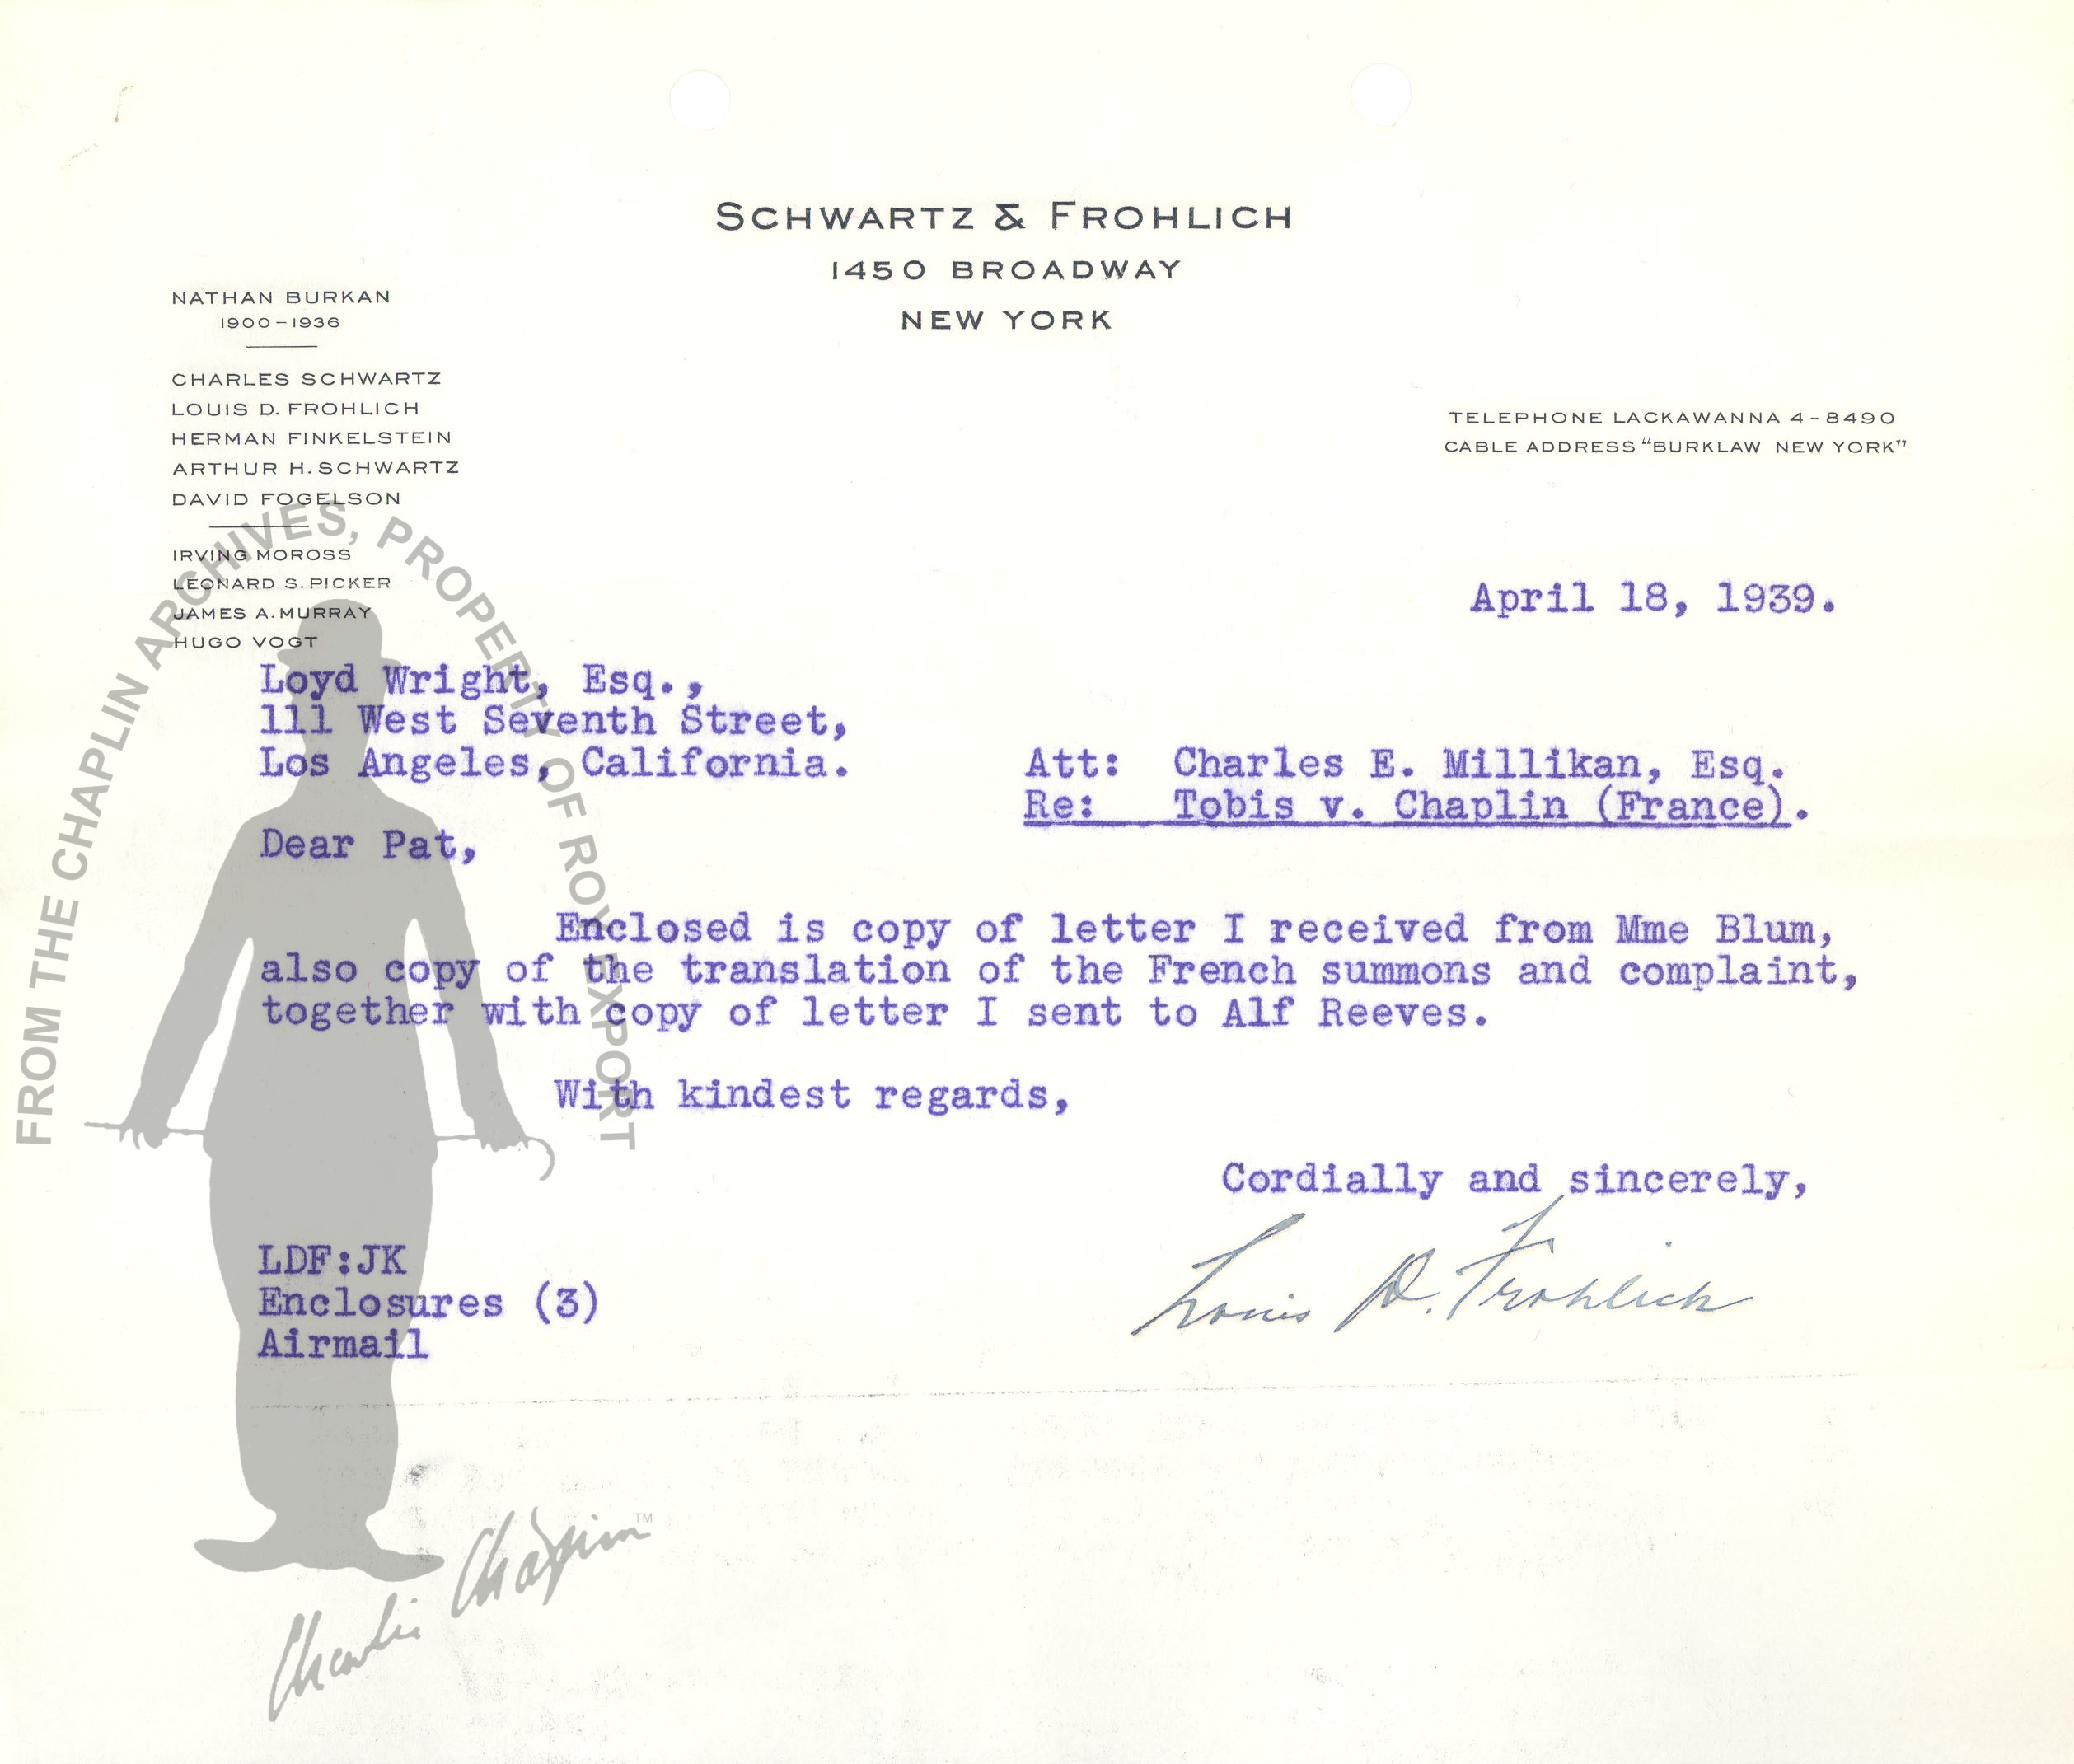 SCHWARTZ & FROHLICH
1450 BROADWAY
NEW YORK
NATHAN BURKAN
1900-1936
CHARLES SCHWARTZ
LOUIS D. FROHLICH
HERMAN FINKELSTEIN
ARTHUR H. SCHWARTZ
DAVID FOGELSON
IRVING MOROSS
LEONARD S. PICKER
JAMES A. MURRAY
HUGO VOGT
TELEPHONE LACKAWANNA 4-8490
CABLE ADDRESS "BURKLAW NEW YORK"
April 18, 1939.
Loyd Wright, Esq.,
111 West Seventh Street,
Los Angeles, California.
Att: Charles E. Millikan, Esq.
Re: Tobis v. Chaplin (France).
Dear Pat,
Enclosed is copy of letter I received from Mme Blum,
also copy of the translation of the French summons and complaint,
together with copy of letter I sent to Alf Reeves.
With kindest regards,
Cordially and sincerely,
Louis D. Frohlich
LDF:JK
Enclosures (3)
Airmail
FROM THE CHAPLIN ARCHIVES, PROPERTY OF ROY EXPORT
Charlie Chaplin™